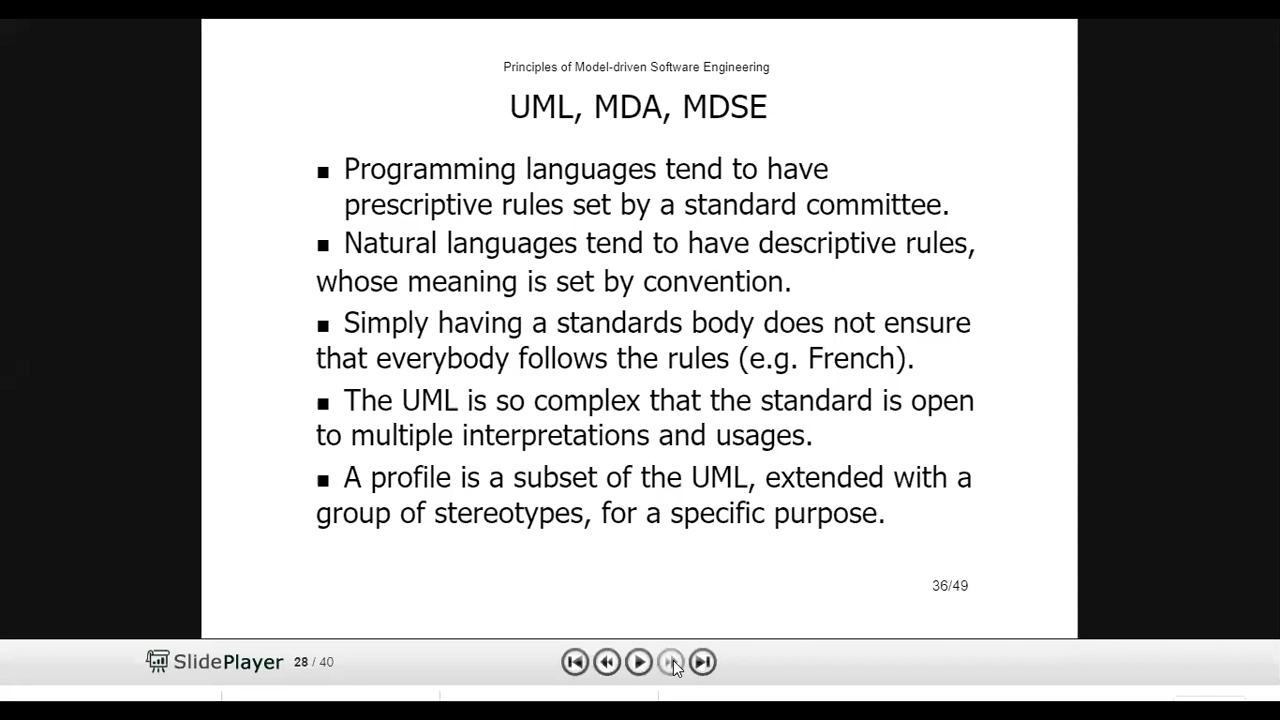 Principles of Model-driven Software Engineering
UML, MDA, MDSE
▪ Programming languages tend to have
prescriptive rules set by a standard committee.
▪ Natural languages tend to have descriptive rules,
whose meaning is set by convention.
▪ Simply having a standards body does not ensure
that everybody follows the rules (e.g. French).
▪ The UML is so complex that the standard is open
to multiple interpretations and usages.
▪ A profile is a subset of the UML, extended with a
group of stereotypes, for a specific purpose.
36/49
SlidePlayer 28 / 40